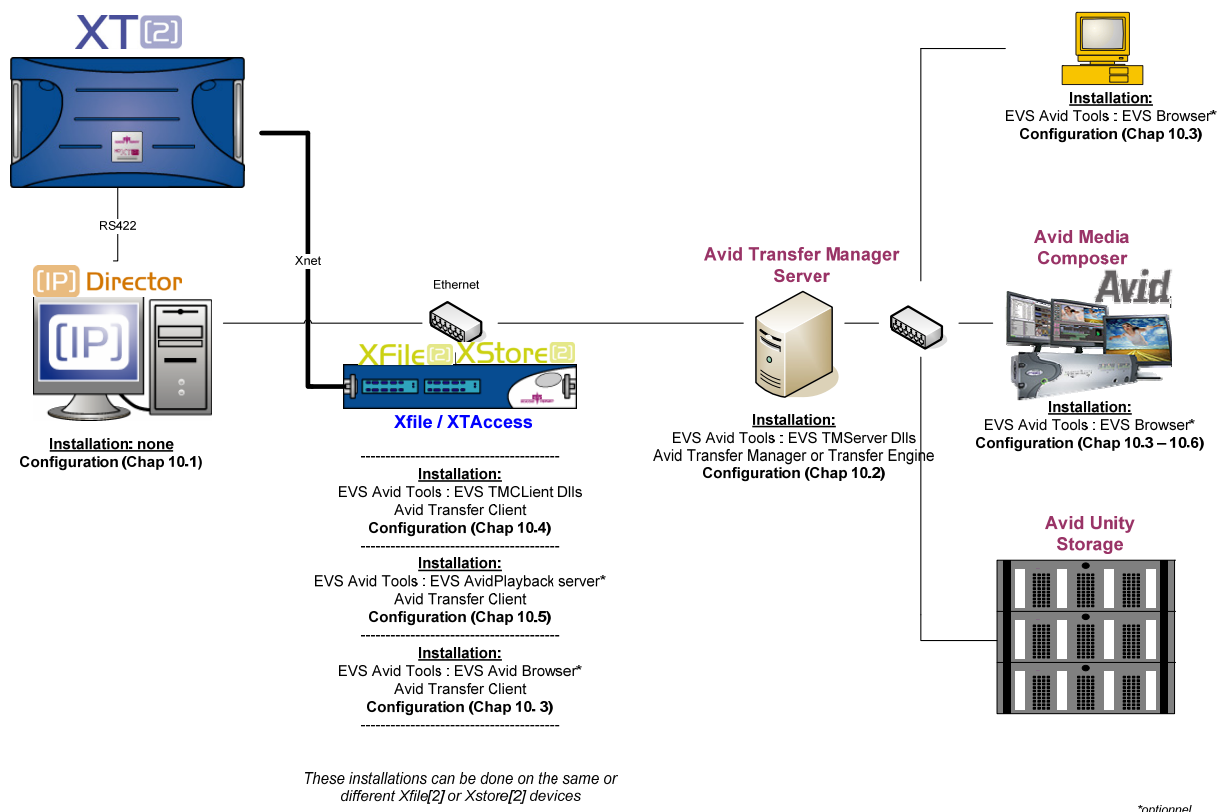 XT[2]
RS422
Xnet
[IP] Director
[IP]
Installation: none
Configuration (Chap 10.1)
Ethernet
XFile[2] XStore[2]
Xfile / XTAccess
----------------------------------------
Installation:
EVS Avid Tools : EVS TMCLient Dlls
Avid Transfer Client
Configuration (Chap 10.4)
----------------------------------------
Installation:
EVS Avid Tools : EVS AvidPlayback server*
Avid Transfer Client
Configuration (Chap 10.5)
----------------------------------------
Installation:
EVS Avid Tools : EVS Avid Browser*
Avid Transfer Client
Configuration (Chap 10. 3)
----------------------------------------
These installations can be done on the same or
different Xfile[2] or Xstore[2] devices
Avid Transfer Manager
Server
Installation:
EVS Avid Tools : EVS TMServer Dlls
Avid Transfer Manager or Transfer Engine
Configuration (Chap 10.2)
Installation:
EVS Avid Tools : EVS Browser*
Configuration (Chap 10.3)
Avid Media
Composer
Avid
Installation:
EVS Avid Tools : EVS Browser*
Configuration (Chap 10.3 – 10.6)
Avid Unity
Storage
*optionnel